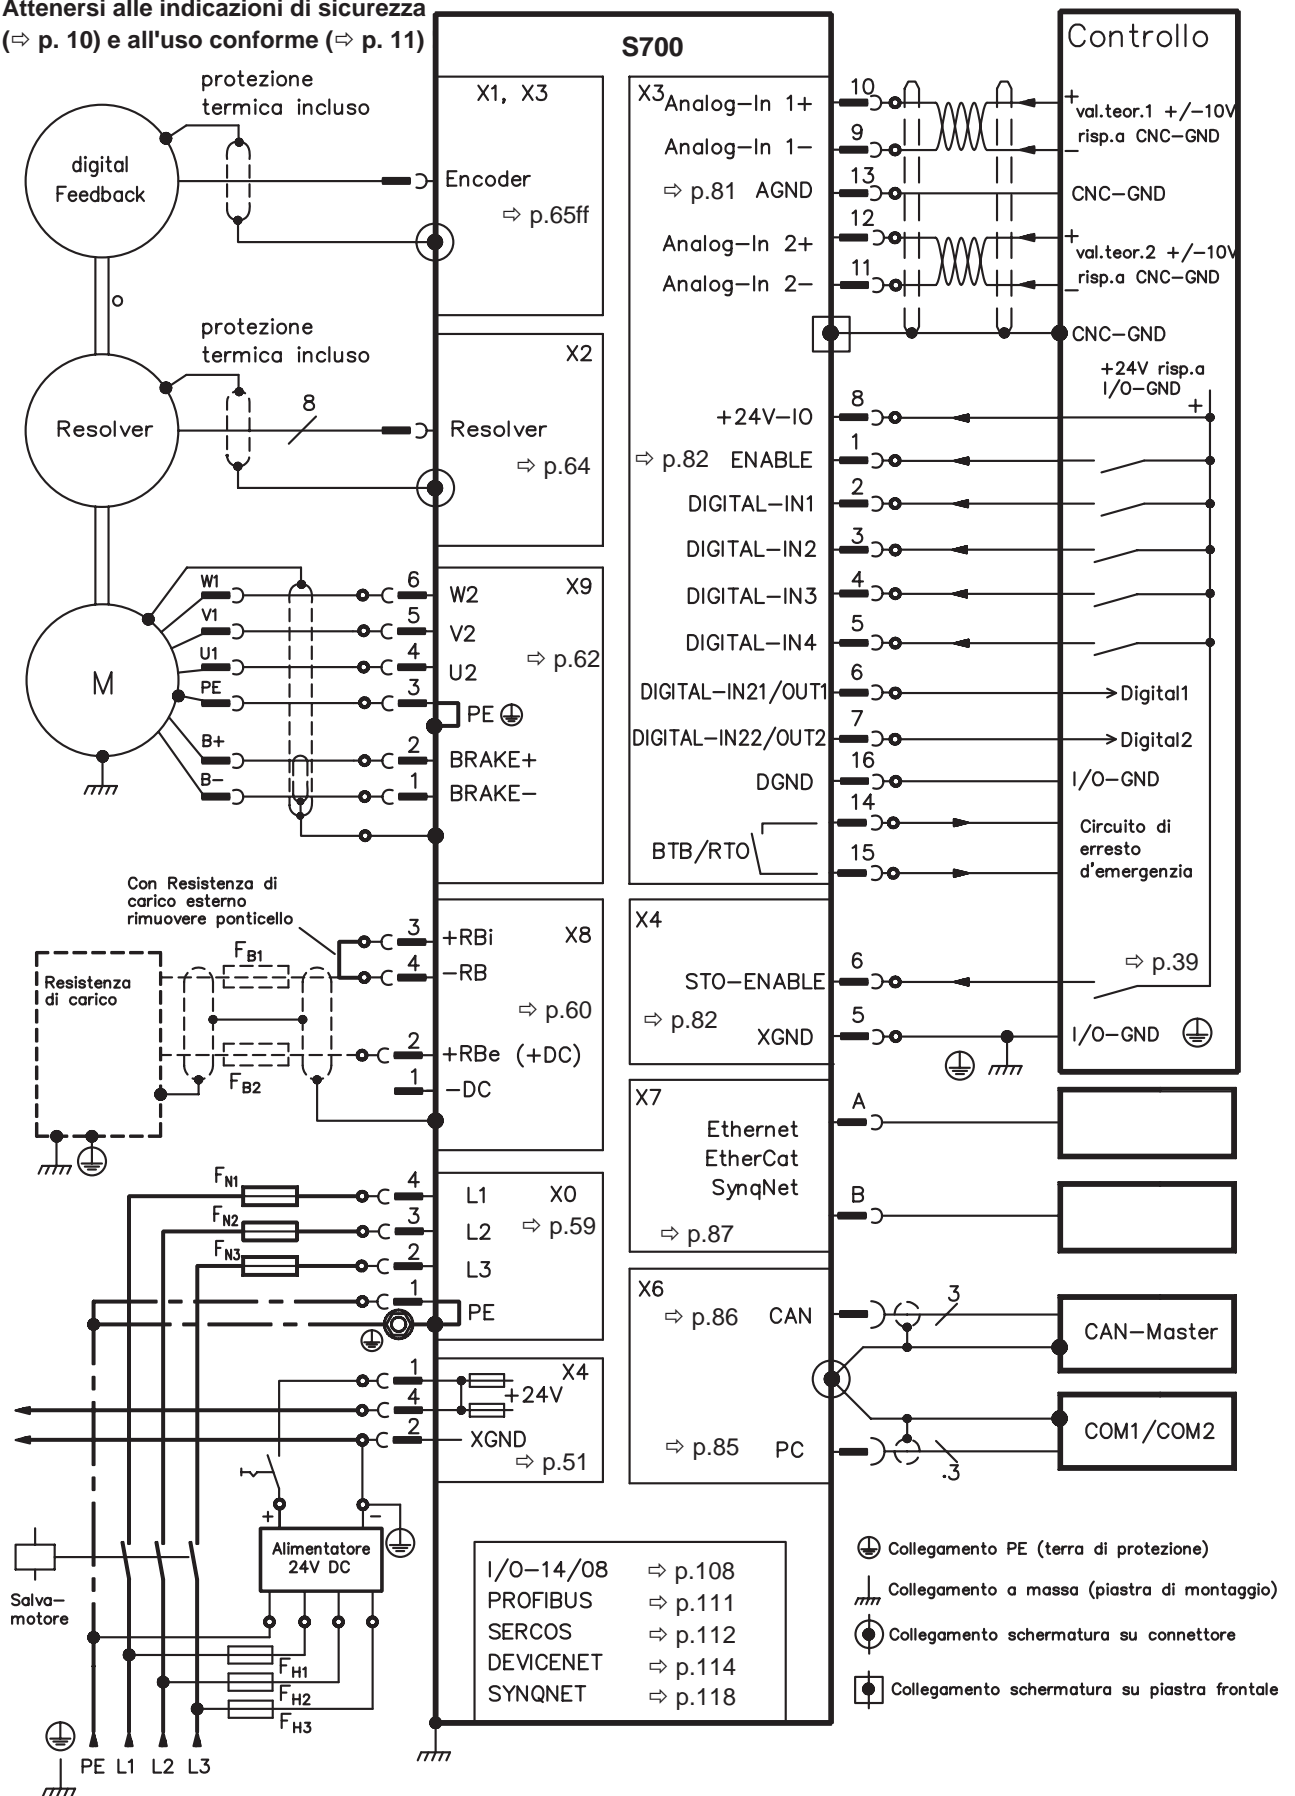 Attenersi alle indicazioni di sicurezza
(⇨ p. 10) e all'uso conforme (⇨ p. 11)
S700
Controllo
protezione
termica incluso
digital
Feedback
X1, X3
Encoder
⇨ p.65ff
protezione
termica incluso
Resolver
8
X2
Resolver
⇨ p.64
M
W1
V1
U1
PE
B+
B-
6
5
4
3
2
1
X9
W2
V2
⇨ p.62
U2
PE
BRAKE+
BRAKE-
Con Resistenza di
carico esterno
rimuovere ponticello
Resistenza
di carico
FB1
FB2
3
4
2
1
X8
+RBi
-RB
⇨ p.60
+RBe (+DC)
-DC
FN1
FN2
FN3
4
3
2
1
X0
L1
L2
⇨ p.59
L3
PE
1
4
2
X4
+24V
XGND
⇨ p.51
+
-
Alimentatore
24V DC
Salva-
motore
FH1
FH2
FH3
PE L1 L2 L3
X3
Analog-In 1+
Analog-In 1-
⇨ p.81 AGND
Analog-In 2+
Analog-In 2-
10
9
13
12
11
+
val.teor.1 +/-10V
risp.a CNC-GND
-
CNC-GND
+
val.teor.2 +/-10V
risp.a CNC-GND
-
CNC-GND
+24V risp.a
I/O-GND
+
+24V-IO
⇨ p.82 ENABLE
DIGITAL-IN1
DIGITAL-IN2
DIGITAL-IN3
DIGITAL-IN4
DIGITAL-IN21/OUT1
DIGITAL-IN22/OUT2
DGND
BTB/RTO
8
1
2
3
4
5
6
7
16
14
15
Digital1
Digital2
I/O-GND
Circuito di
erresto
d'emergenzia
⇨ p.39
X4
STO-ENABLE
⇨ p.82
XGND
6
5
I/O-GND
X7
Ethernet
EtherCat
SynqNet
⇨ p.87
A
B
X6
⇨ p.86 CAN
⇨ p.85 PC
3
.3
CAN-Master
COM1/COM2
I/O-14/08 ⇨ p.108
PROFIBUS ⇨ p.111
SERCOS ⇨ p.112
DEVICENET ⇨ p.114
SYNQNET ⇨ p.118
Collegamento PE (terra di protezione)
Collegamento a massa (piastra di montaggio)
Collegamento schermatura su connettore
Collegamento schermatura su piastra frontale